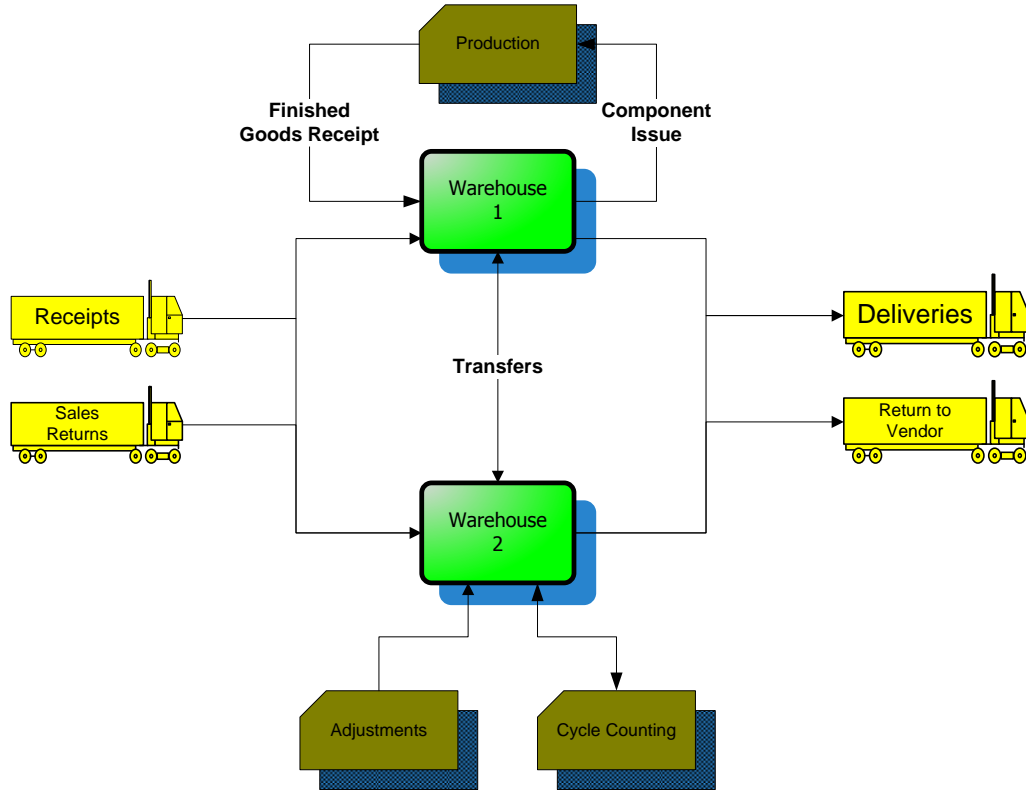 Production
Finished
Goods Receipt
Component
Issue
Warehouse
1
Receipts
Deliveries
Transfers
Sales
Returns
Return to
Vendor
Warehouse
2
Adjustments
Cycle Counting